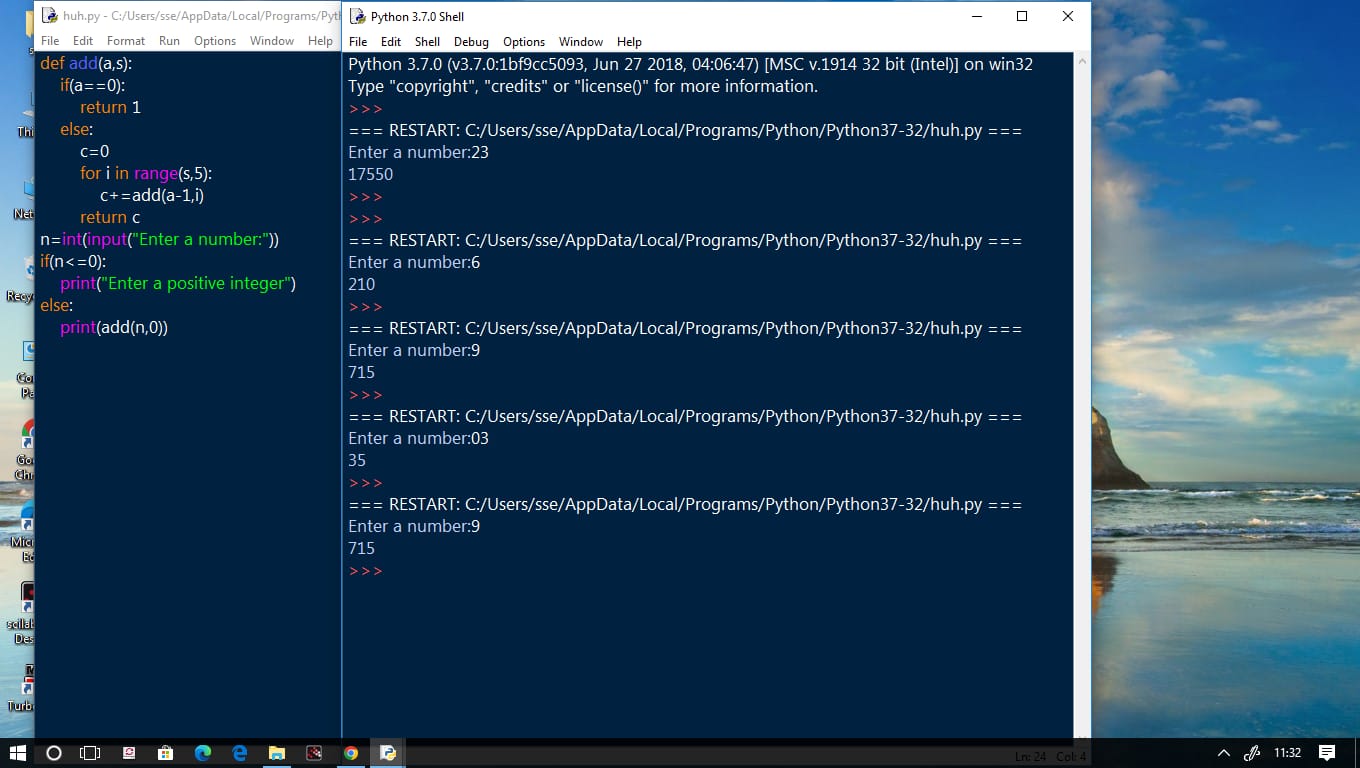 huh.py - C:/Users/sse/AppData/Local/Programs/Pyth
File Edit Format Run Options Window Help
def add(a,s):
if(a==0):
return 1
else:
c=0
for i in range(s,5):
c+=add(a-1,i)
return c
n=int(input("Enter a number:"))
if(n<=0):
print("Enter a positive integer")
else:
print(add(n,0))
Python 3.7.0 Shell
File Edit Shell Debug Options Window Help
Python 3.7.0 (v3.7.0:1bf9cc5093, Jun 27 2018, 04:06:47) [MSC v.1914 32 bit (Intel)] on win32
Type "copyright", "credits" or "license()" for more information.
>>>
=== RESTART: C:/Users/sse/AppData/Local/Programs/Python/Python37-32/huh.py ===
Enter a number:23
17550
>>>
>>>
=== RESTART: C:/Users/sse/AppData/Local/Programs/Python/Python37-32/huh.py ===
Enter a number:6
210
>>>
=== RESTART: C:/Users/sse/AppData/Local/Programs/Python/Python37-32/huh.py ===
Enter a number:9
715
>>>
=== RESTART: C:/Users/sse/AppData/Local/Programs/Python/Python37-32/huh.py ===
Enter a number:03
35
>>>
=== RESTART: C:/Users/sse/AppData/Local/Programs/Python/Python37-32/huh.py ===
Enter a number:9
715
>>>
Ln: 24 Col: 4
Thi
Net
Recy
Co
Pa
Goo
Chr
Micr
Ed
scilab
Des
Turb
11:32